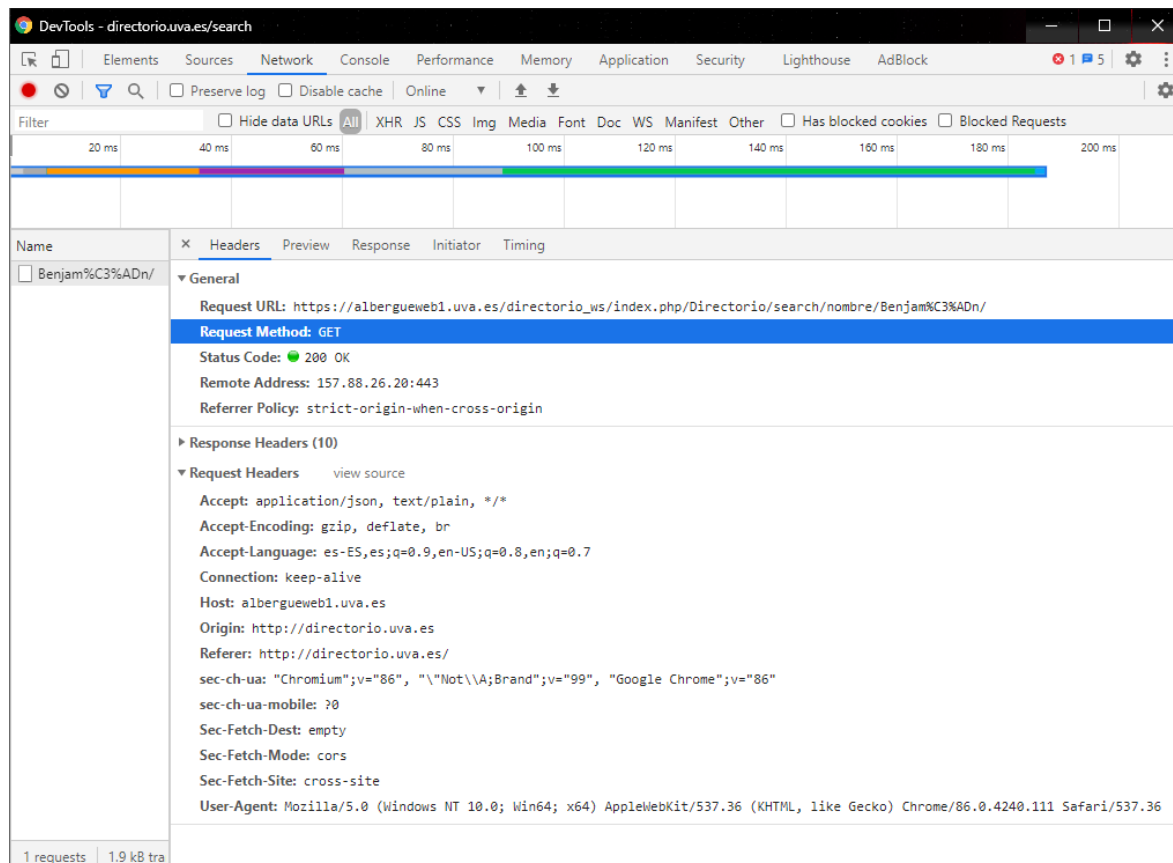 DevTools - directorio.uva.es/search
Elements Sources Network Console Performance Memory Application Security Lighthouse AdBlock 1 5
Preserve log Disable cache Online
Filter Hide data URLs All XHR JS CSS Img Media Font Doc WS Manifest Other Has blocked cookies Blocked Requests
20 ms 40 ms 60 ms 80 ms 100 ms 120 ms 140 ms 160 ms 180 ms 200 ms
Name × Headers Preview Response Initiator Timing
Benjam%C3%ADn/
General
Request URL: https://albergueweb1.uva.es/directorio_ws/index.php/Directorio/search/nombre/Benjam%C3%ADn/
Request Method: GET
Status Code: 200 OK
Remote Address: 157.88.26.20:443
Referrer Policy: strict-origin-when-cross-origin
Response Headers (10)
Request Headers view source
Accept: application/json, text/plain, */*
Accept-Encoding: gzip, deflate, br
Accept-Language: es-ES,es;q=0.9,en-US;q=0.8,en;q=0.7
Connection: keep-alive
Host: albergueweb1.uva.es
Origin: http://directorio.uva.es
Referer: http://directorio.uva.es/
sec-ch-ua: "Chromium";v="86", "\"Not\\A;Brand";v="99", "Google Chrome";v="86"
sec-ch-ua-mobile: ?0
Sec-Fetch-Dest: empty
Sec-Fetch-Mode: cors
Sec-Fetch-Site: cross-site
User-Agent: Mozilla/5.0 (Windows NT 10.0; Win64; x64) AppleWebKit/537.36 (KHTML, like Gecko) Chrome/86.0.4240.111 Safari/537.36
1 requests 1.9 kB tra